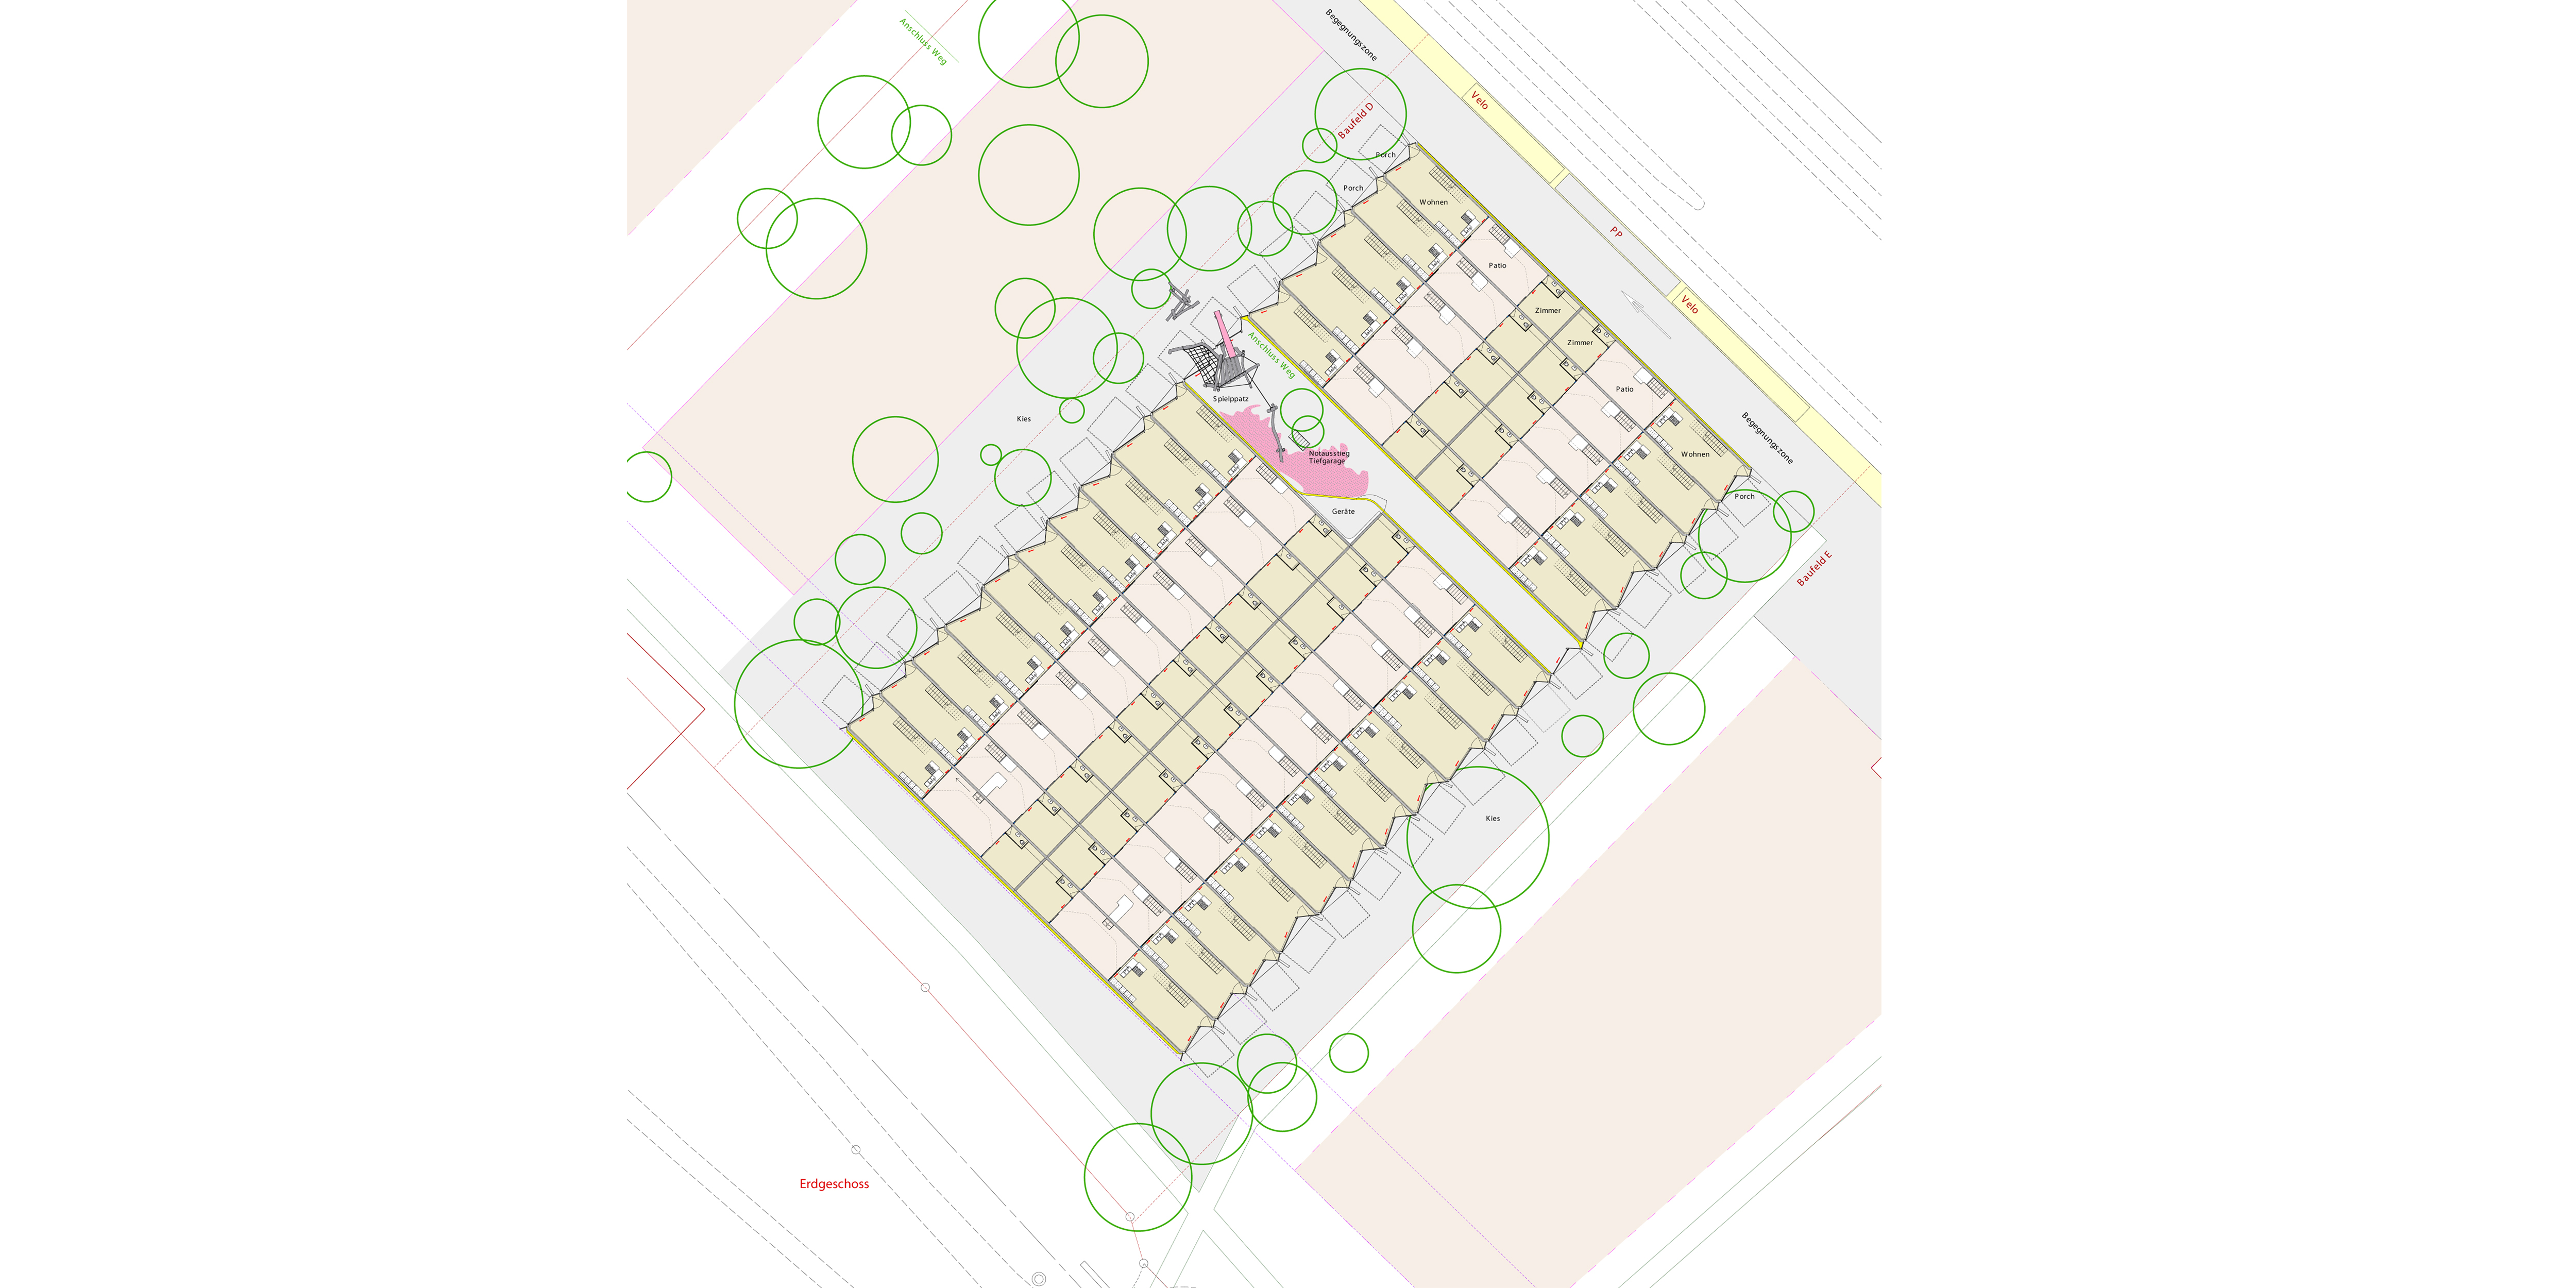 Begegnungszone
Anschluss Weg
Velo
Baufeld D
Porch
Porch
Wohnen
PP
Patio
Velo
Zimmer
Zimmer
Anschluss Weg
Patio
Spielppatz
Kies
Begegnungszone
Notausstieg
Tiefgarage
Wohnen
Porch
Geräte
Baufeld E
Kies
Erdgeschoss